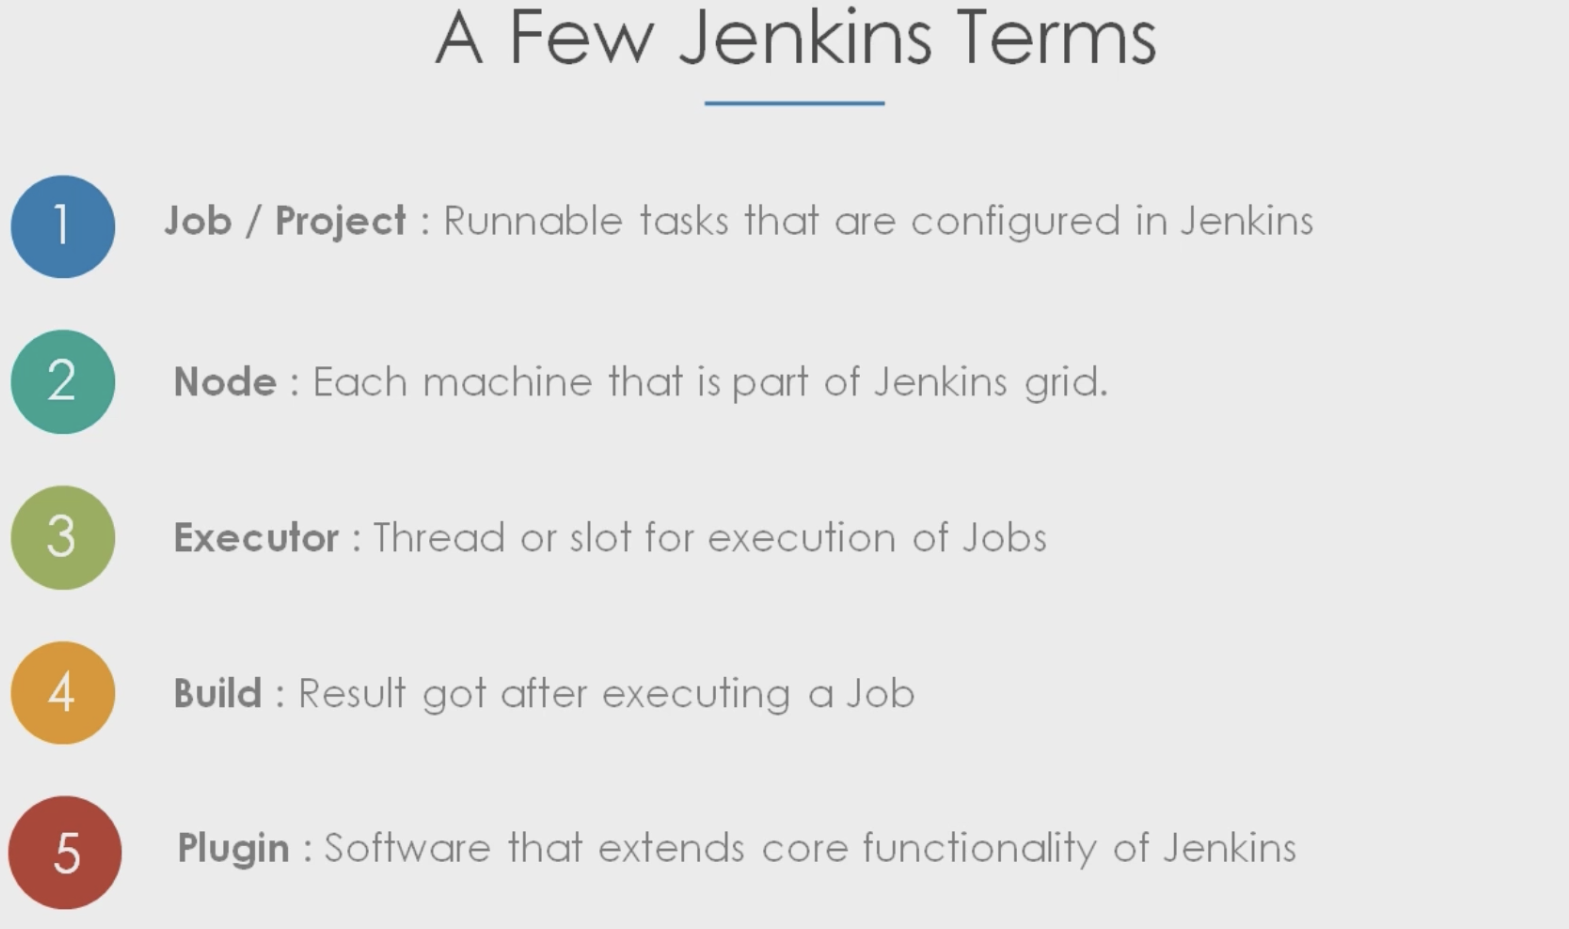 A Few Jenkins Terms
1 Job / Project : Runnable tasks that are configured in Jenkins
2 Node : Each machine that is part of Jenkins grid.
3 Executor : Thread or slot for execution of Jobs
4 Build : Result got after executing a Job
5 Plugin : Software that extends core functionality of Jenkins